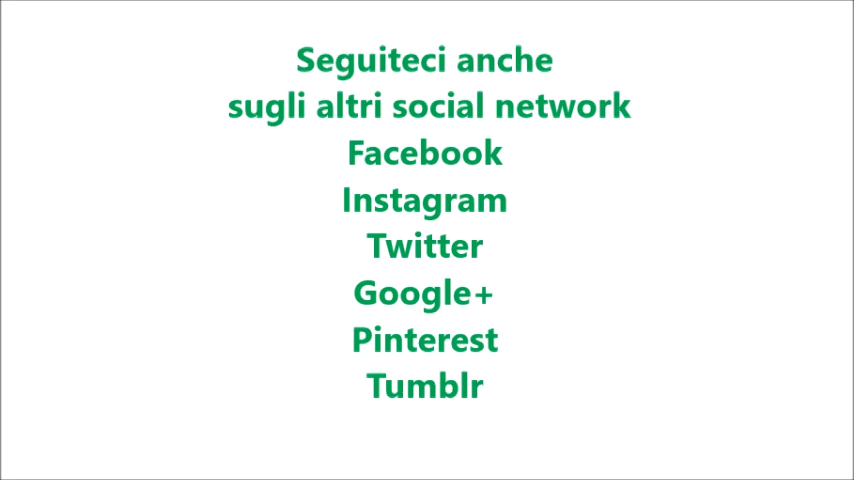 Seguiteci anche
sugli altri social network
Facebook
Instagram
Twitter
Google+
Pinterest
Tumblr